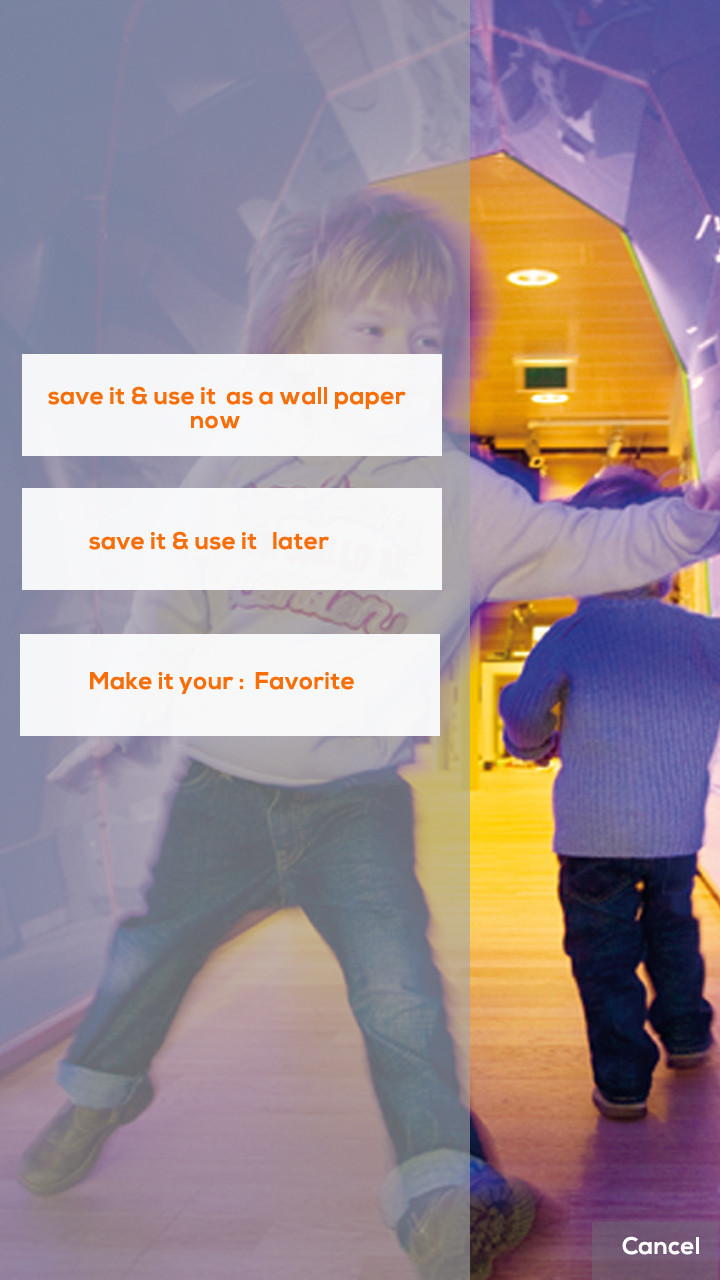 save it & use it as a wall paper
now
save it & use it later
Make it your : Favorite
Cancel